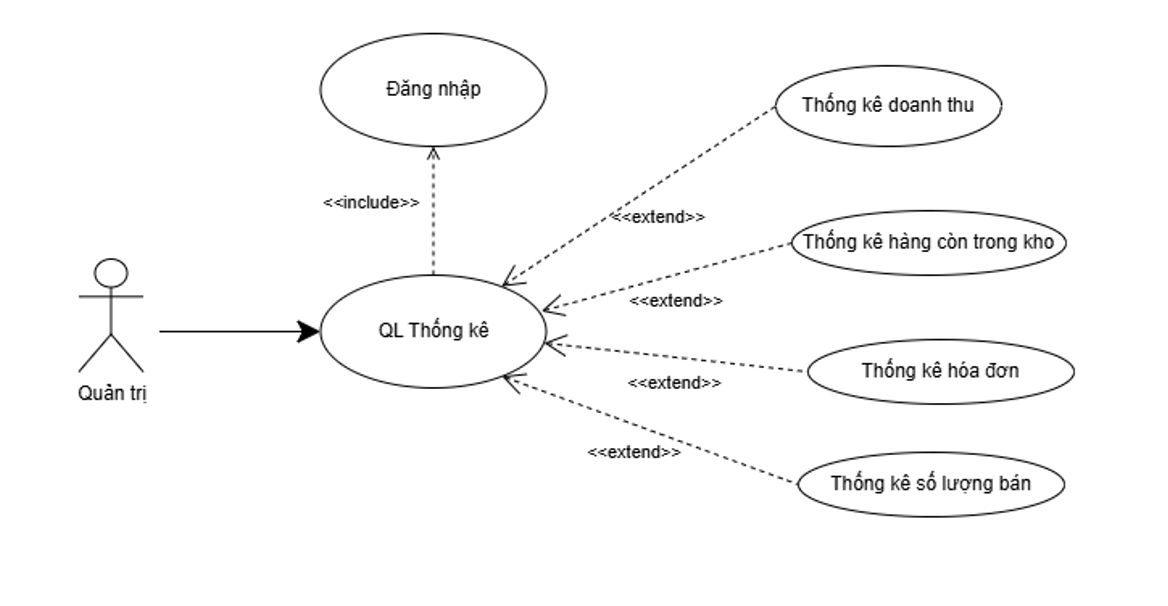 Đăng nhập
Thống kê doanh thu
<<include>>
<<extend>>
Thống kê hàng còn trong kho
<<extend>>
QL Thống kê
Thống kê hóa đơn
<<extend>>
Quản trị
<<extend>>
Thống kê số lượng bán